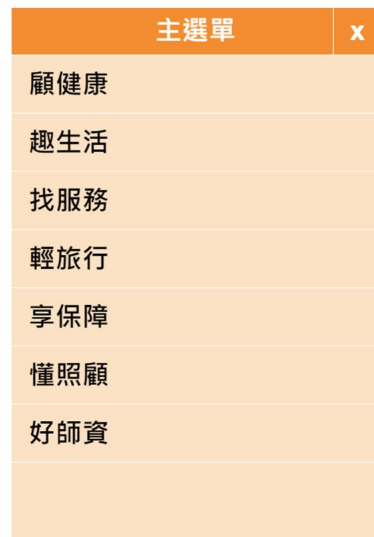 主選單 x
顧健康
趣生活
找服務
輕旅行
享保障
懂照顧
好師資